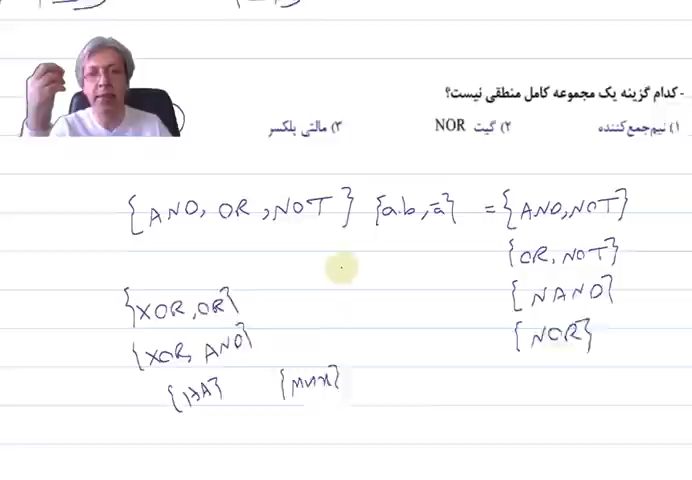 - کدام گزینه یک مجموعه کامل منطقی نیست؟
۱) نیم‌جمع‌کننده ۲) گیت NOR ۳) مالتی پلکسر
{AND, OR, NOT} {a.b, ā} = {AND, NOT}
{OR, NOT}
{XOR, OR} {NAND}
{XOR, AND} {NOR}
{HA} {mux}